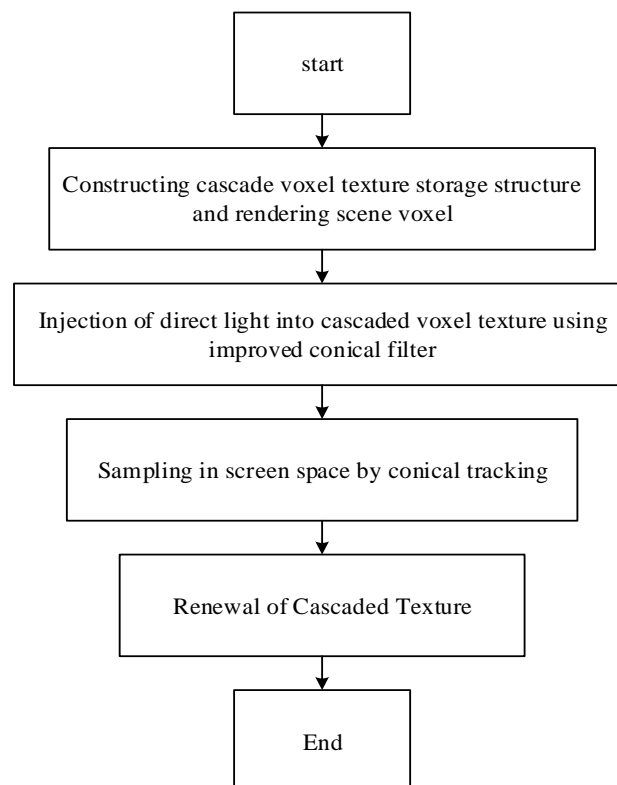 start
Constructing cascade voxel texture storage structure
and rendering scene voxel
Injection of direct light into cascaded voxel texture using
improved conical filter
Sampling in screen space by conical tracking
Renewal of Cascaded Texture
End